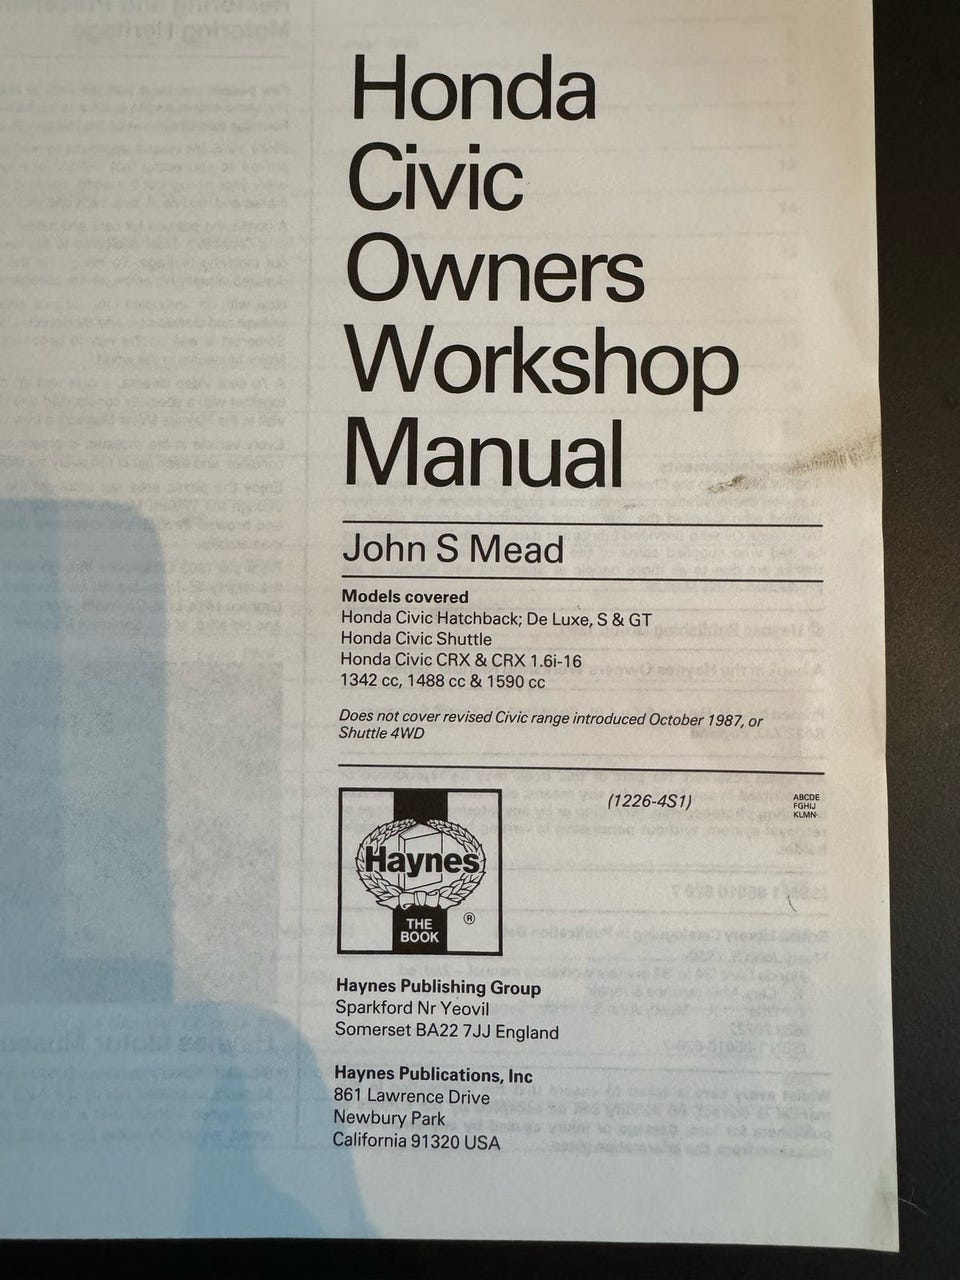 Honda
Civic
Owners
Workshop
Manual
John S Mead
Models covered
Honda Civic Hatchback; De Luxe, S & GT
Honda Civic Shuttle
Honda Civic CRX & CRX 1.6i-16
1342 cc, 1488 cc & 1590 cc
Does not cover revised Civic range introduced October 1987, or
Shuttle 4WD
(1226-4S1)
ABCDE
FGHIJ
KLMN
Haynes
®
THE
BOOK
Haynes Publishing Group
Sparkford Nr Yeovil
Somerset BA22 7JJ England
Haynes Publications, Inc
861 Lawrence Drive
Newbury Park
California 91320 USA